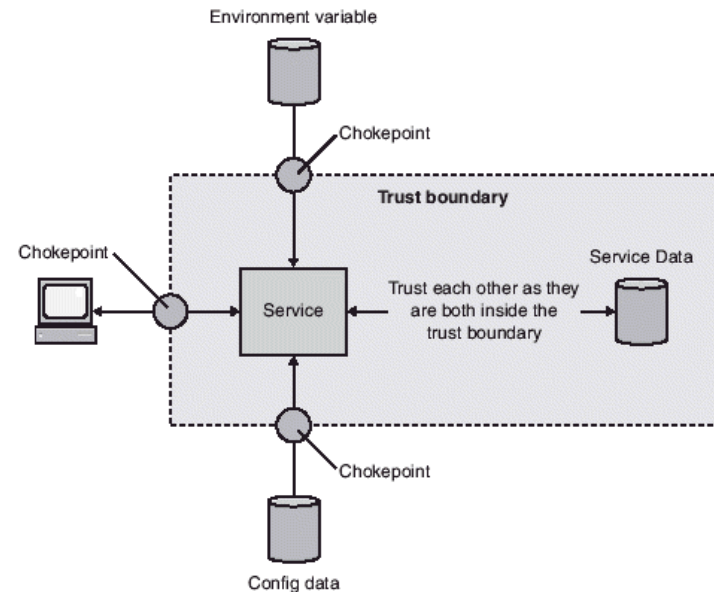 Environment variable
Chokepoint
Trust boundary
Chokepoint
Service Data
Service
Trust each other as they
are both inside the
trust boundary
Chokepoint
Config data